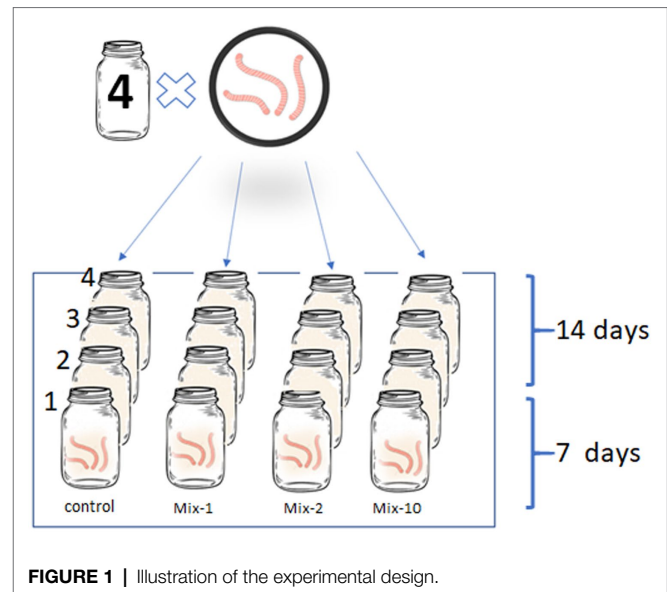 4
4
3
2
1
14 days
7 days
control
Mix-1
Mix-2
Mix-10
FIGURE 1 | Illustration of the experimental design.